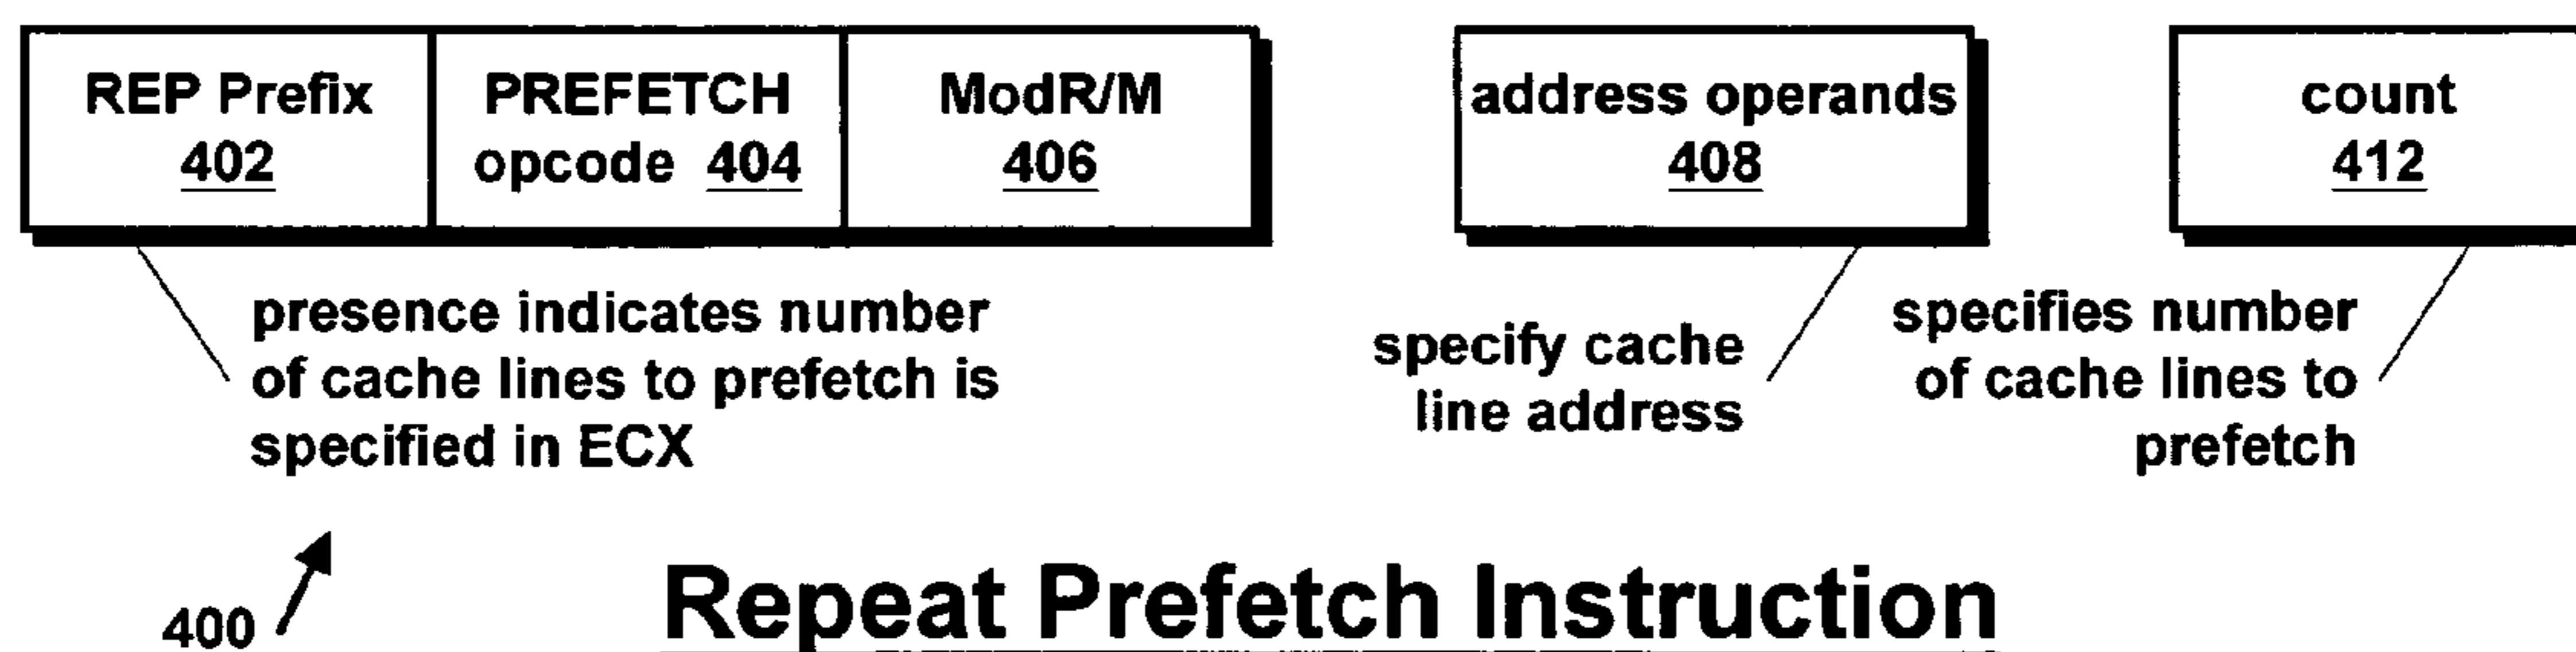 REP Prefix
402
PREFETCH
opcode 404
ModR/M
406
address operands
408
count
412
presence indicates number
of cache lines to prefetch is
specified in ECX
specify cache
line address
specifies number
of cache lines to
prefetch
400
Repeat Prefetch Instruction